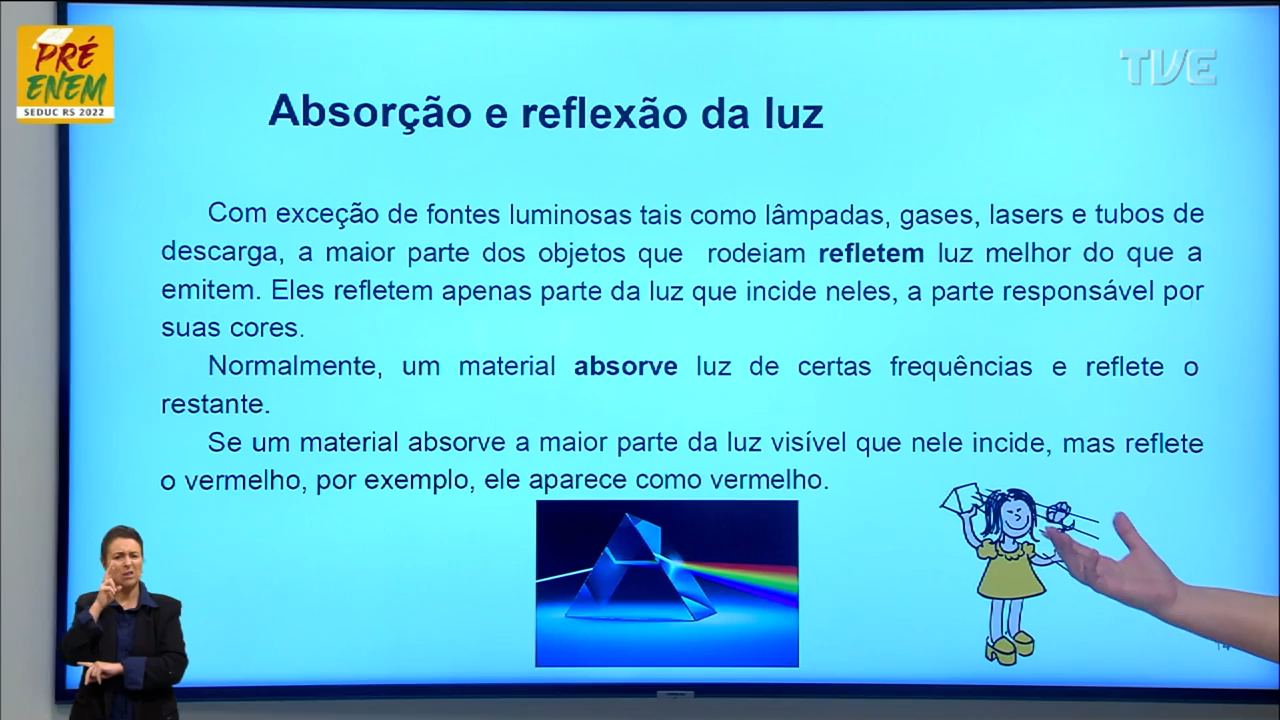 PRÉ
ENEM
SEDUC RS 2022
TVE
Absorção e reflexão da luz
Com exceção de fontes luminosas tais como lâmpadas, gases, lasers e tubos de
descarga, a maior parte dos objetos que rodeiam refletem luz melhor do que a
emitem. Eles refletem apenas parte da luz que incide neles, a parte responsável por
suas cores.
Normalmente, um material absorve luz de certas frequências e reflete o
restante.
Se um material absorve a maior parte da luz visível que nele incide, mas reflete
o vermelho, por exemplo, ele aparece como vermelho.